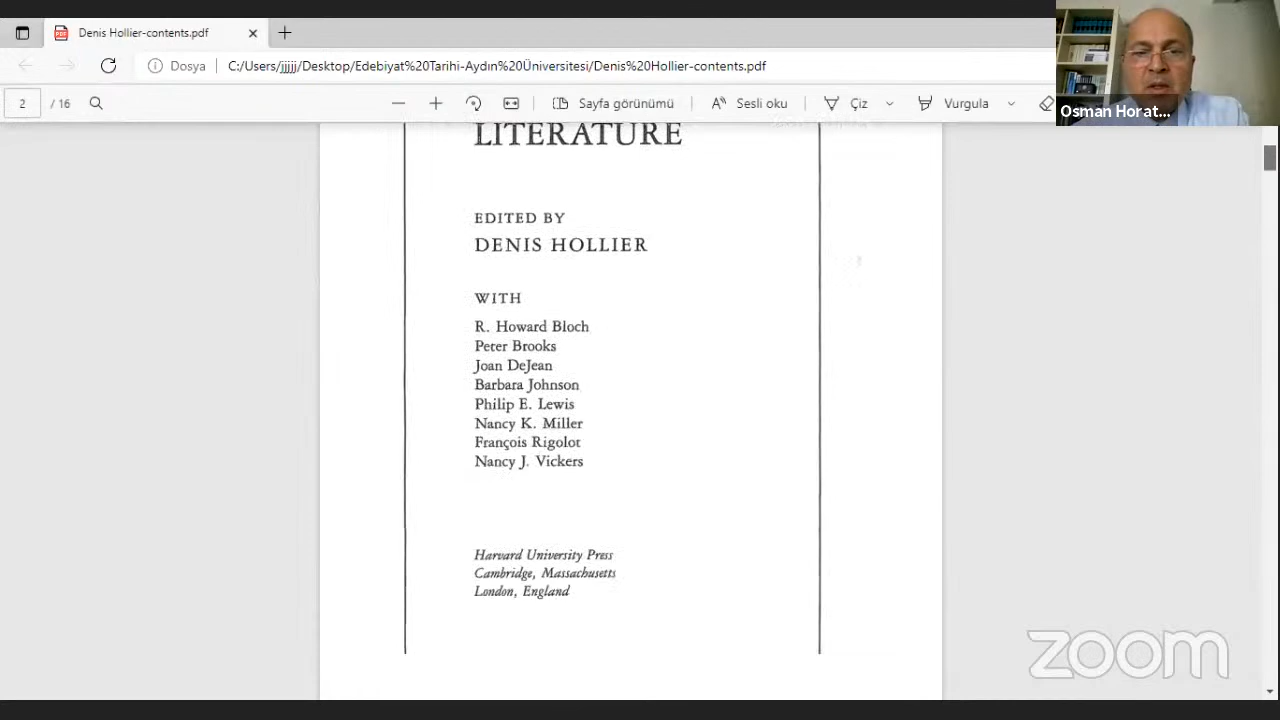 Denis Hollier-contents.pdf
Dosya
C:/Users/jjjjj/Desktop/Edebiyat%20Tarihi-Aydın%20Üniversitesi/Denis%20Hollier-contents.pdf
2 / 16
Sayfa görünümü
Sesli oku
Çiz
Vurgula
Osman Horat...
LITERATURE
EDITED BY
DENIS HOLLIER
WITH
R. Howard Bloch
Peter Brooks
Joan DeJean
Barbara Johnson
Philip E. Lewis
Nancy K. Miller
François Rigolot
Nancy J. Vickers
Harvard University Press
Cambridge, Massachusetts
London, England
zoom